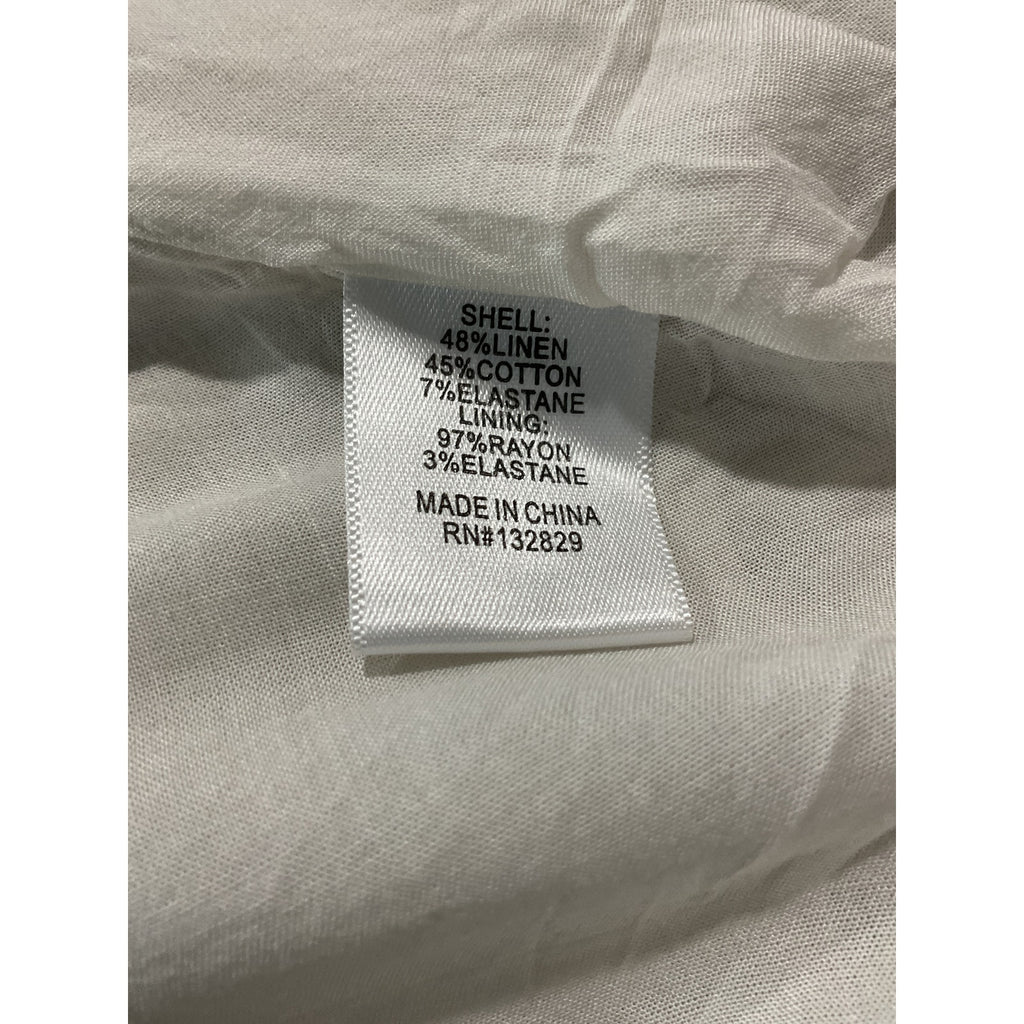 SHELL:
48%LINEN
45%COTTON
7%ELASTANE
LINING:
97%RAYON
3%ELASTANE
MADE IN CHINA
RN#132829